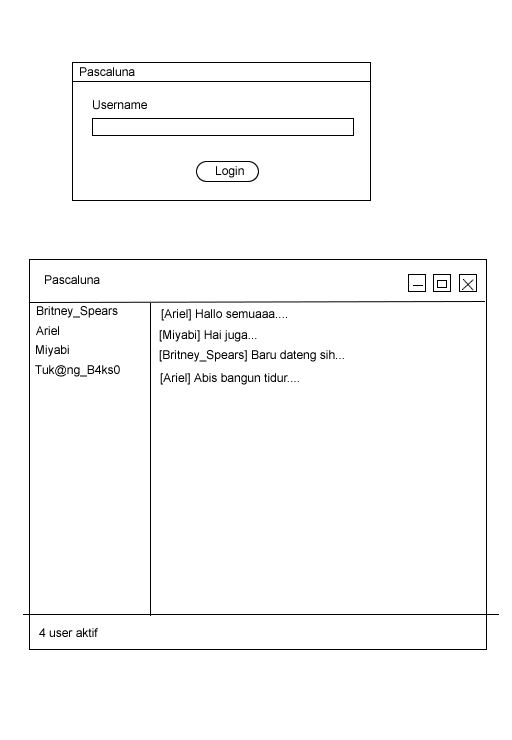 Pascaluna
Username
Login
Pascaluna
Britney_Spears
Ariel
Miyabi
Tuk@ng_B4ks0
[Ariel] Hallo semuaaa....
[Miyabi] Hai juga...
[Britney_Spears] Baru dateng sih...
[Ariel] Abis bangun tidur....
4 user aktif